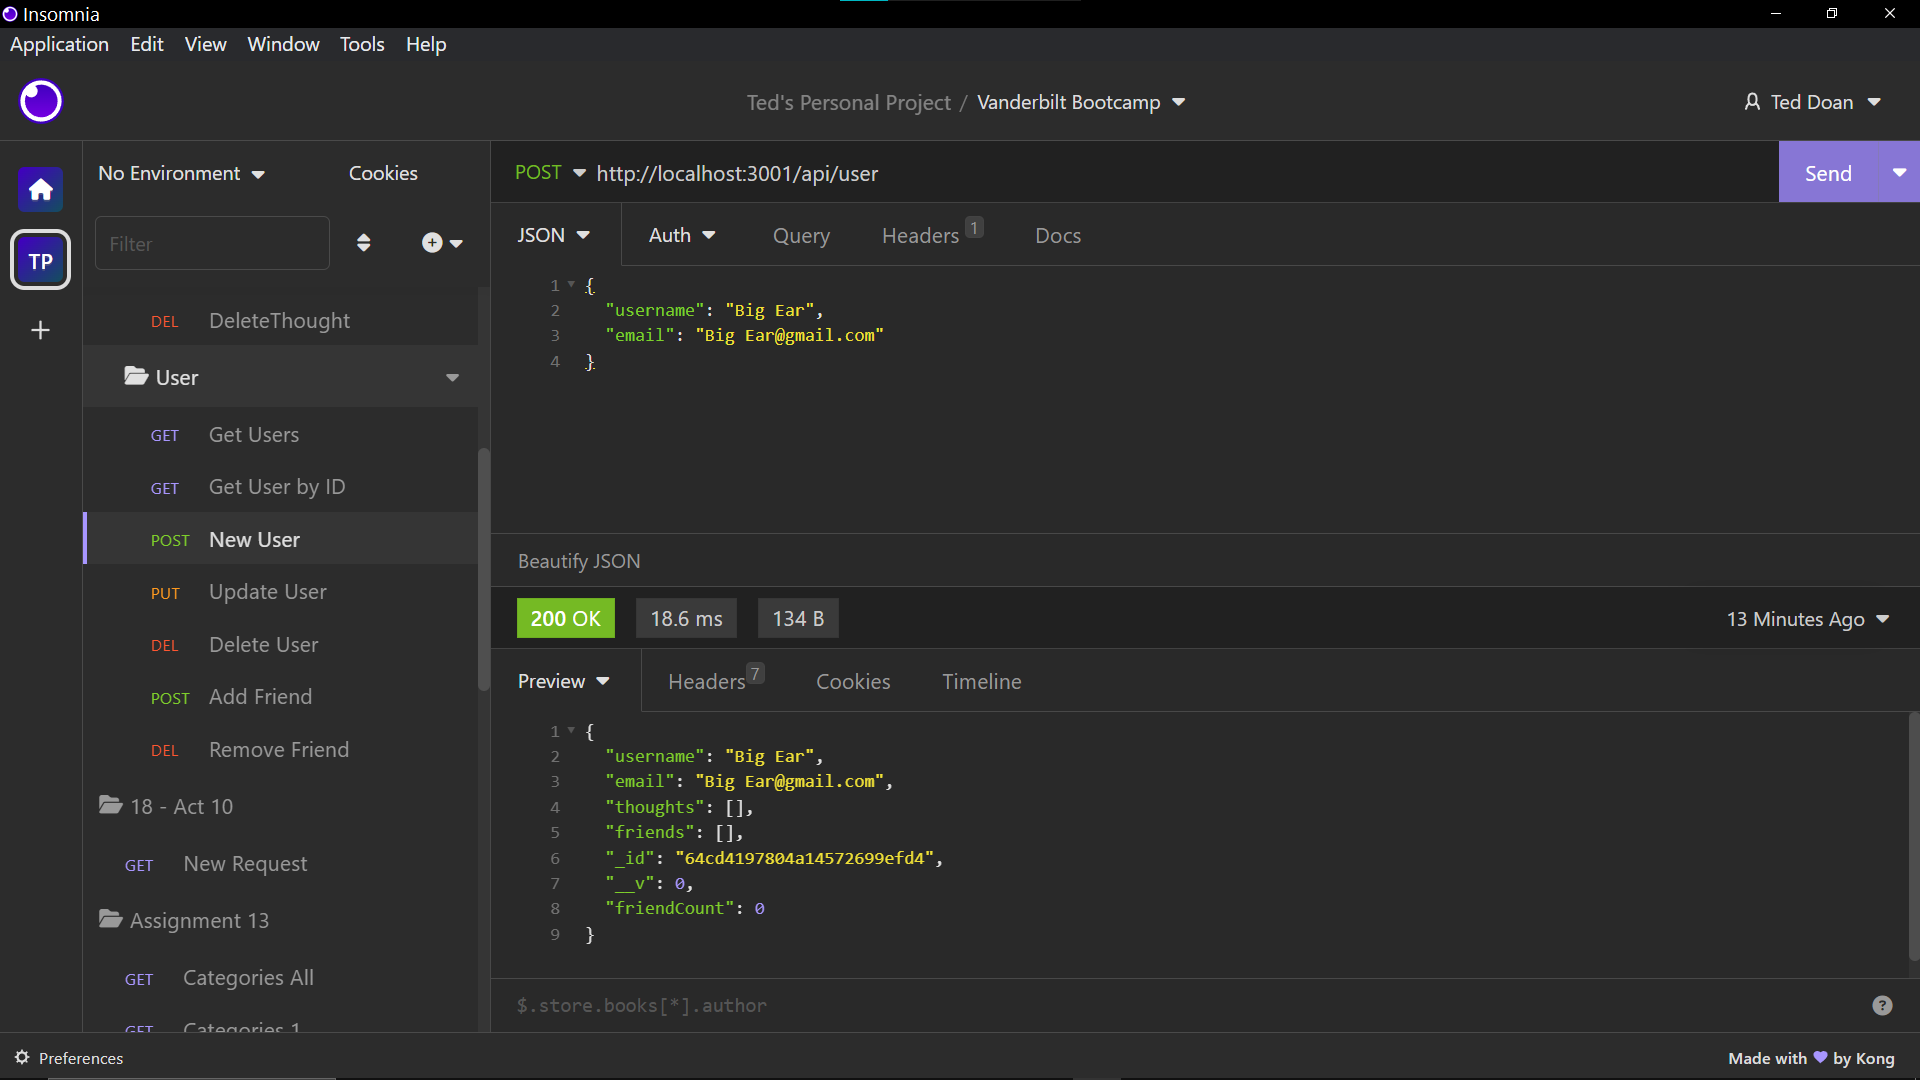 Insomnia
Application Edit View Window Tools Help
Ted's Personal Project / Vanderbilt Bootcamp
Ted Doan
No Environment
Cookies
POST http://localhost:3001/api/user
Send
TP
Filter
JSON Auth Query Headers 1 Docs
1 {
2 "username": "Big Ear",
3 "email": "Big Ear@gmail.com"
4 }
DEL DeleteThought
User
GET Get Users
GET Get User by ID
POST New User
PUT Update User
DEL Delete User
POST Add Friend
DEL Remove Friend
18 - Act 10
GET New Request
Assignment 13
GET Categories All
GET Categories 1
Beautify JSON
200 OK 18.6 ms 134 B
13 Minutes Ago
Preview Headers 7 Cookies Timeline
1 {
2 "username": "Big Ear",
3 "email": "Big Ear@gmail.com",
4 "thoughts": [],
5 "friends": [],
6 "_id": "64cd4197804a14572699efd4",
7 "__v": 0,
8 "friendCount": 0
9 }
$.store.books[*].author
?
Preferences
Made with 💜 by Kong